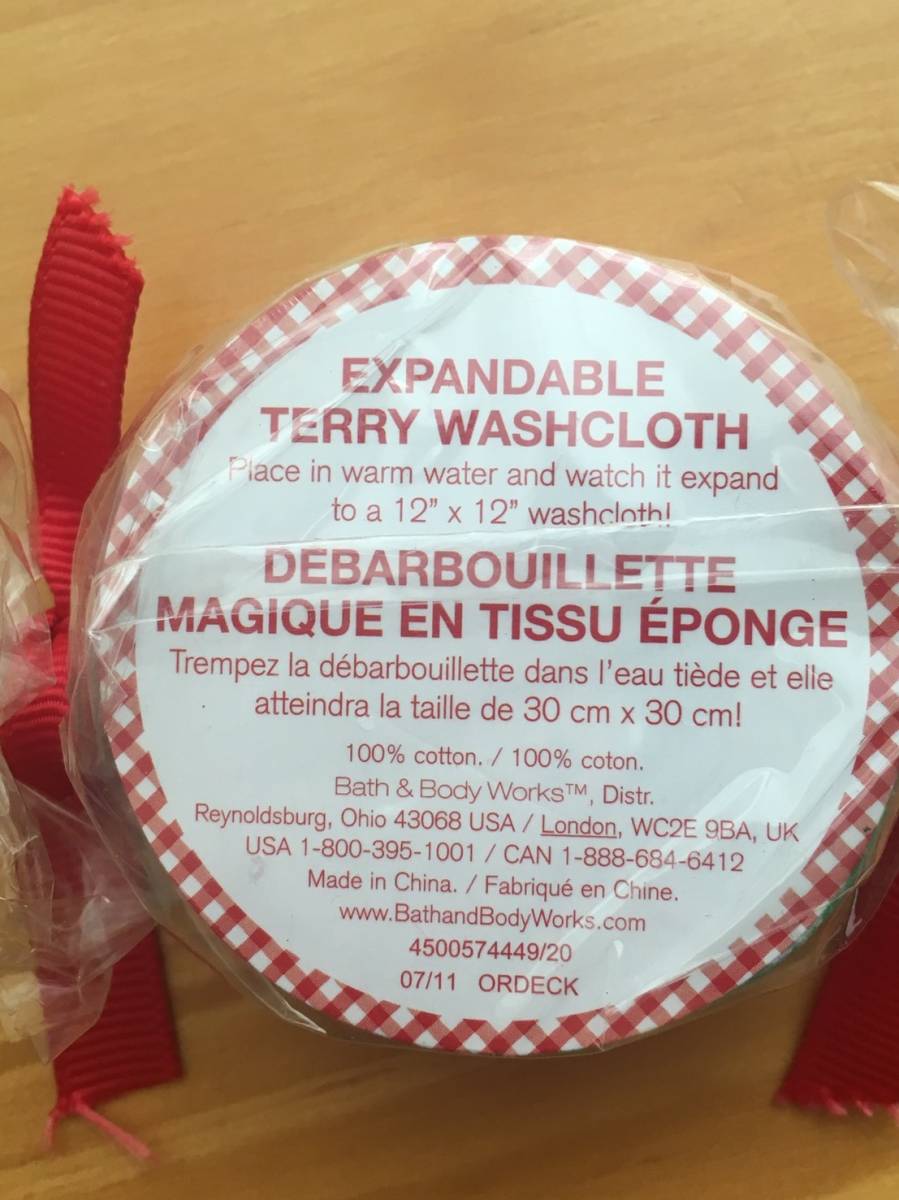 EXPANDABLE
TERRY WASHCLOTH
Place in warm water and watch it expand
to a 12” x 12” washcloth!
DEBARBOUILLETTE
MAGIQUE EN TISSU ÉPONGE
Trempez la débarbouillette dans l'eau tiède et elle
atteindra la taille de 30 cm x 30 cm!
100% cotton. / 100% coton.
Bath & Body Works™, Distr.
Reynoldsburg, Ohio 43068 USA / London, WC2E 9BA, UK
USA 1-800-395-1001 / CAN 1-888-684-6412
Made in China. / Fabriqué en Chine.
www.BathandBodyWorks.com
4500574449/20
07/11 ORDECK